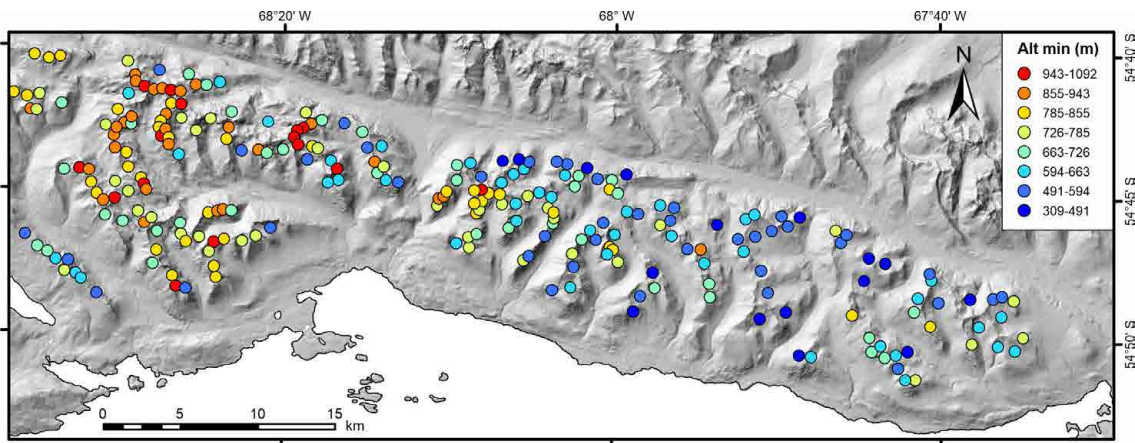 68°20' W
68° W
67°40' W
54°40' S
54°45' S
54°50' S
N
Alt min (m)
943-1092
855-943
785-855
726-785
663-726
594-663
491-594
309-491
0
5
10
15
km